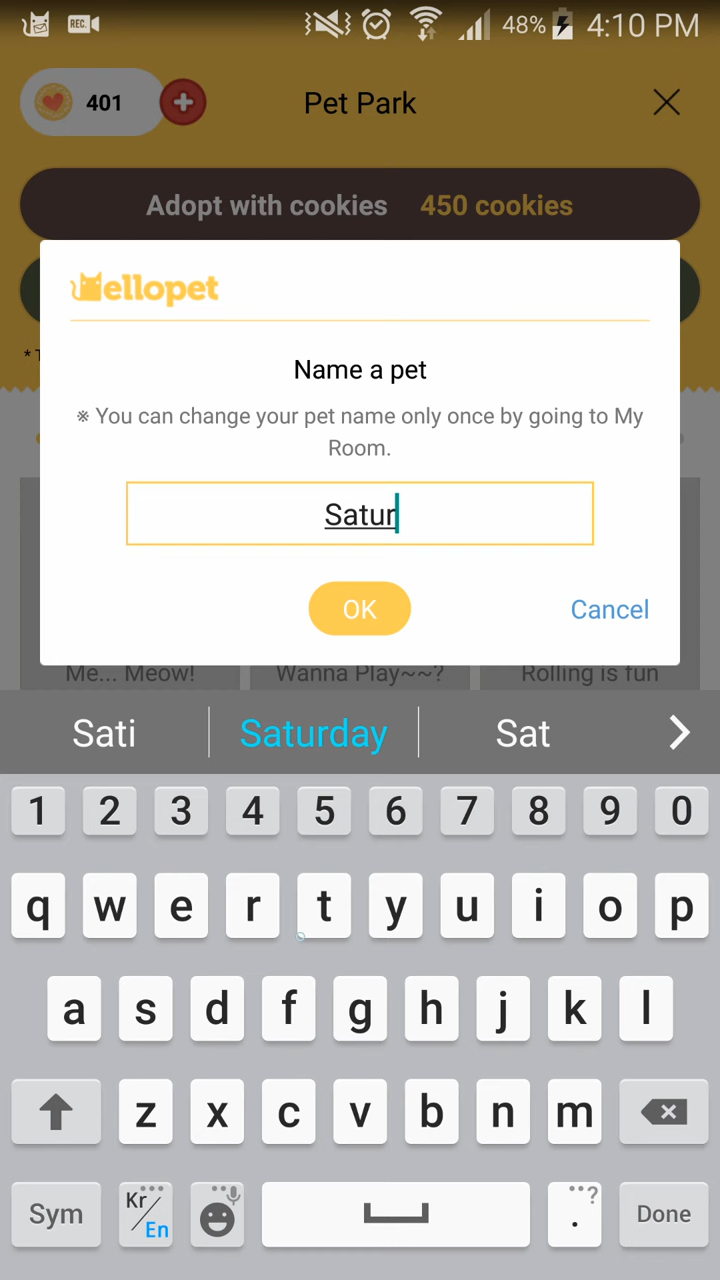 REC.
48%
4:10 PM
401
Pet Park
Adopt with cookies 450 cookies
* T
ellopet
Name a pet
※ You can change your pet name only once by going to My
Room.
Satur
OK
Cancel
Me... Meow!
Wanna Play~~?
Rolling is fun
Sati
Saturday
Sat
1 2 3 4 5 6 7 8 9 0
q w e r t y u i o p
a s d f g h j k l
z x c v b n m
Sym
Kr/En
. ?
Done